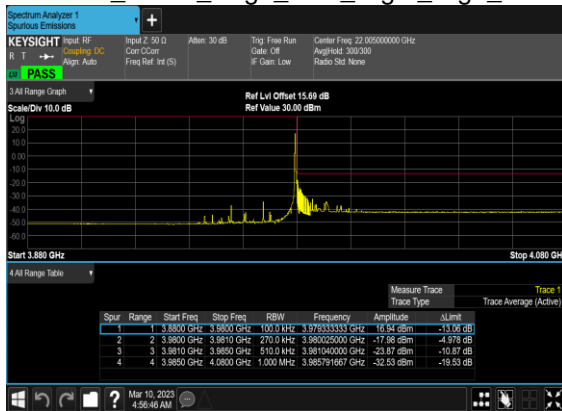 Spectrum Analyzer 1
Spurious Emissions
KEYSIGHT Input: RF Input Z: 50 Ω Atten: 30 dB Trig: Free Run Center Freq: 22.005000000 GHz
R T Coupling: DC Corr CCorr Gate: Off Avg|Hold: 300/300
Align: Auto Freq Ref: Int (S) IF Gain: Low Radio Std: None
PASS
3 All Range Graph
Ref Lvl Offset 15.69 dB
Scale/Div 10.0 dB Ref Value 30.00 dBm
Log
20.0
10.0
0.00
-10.0
-20.0
-30.0
-40.0
-50.0
-60.0
Start 3.880 GHz Stop 4.080 GH
4 All Range Table
Measure Trace Trace 1
Trace Type Trace Average (Active)
Spur Range Start Freq Stop Freq RBW Frequency Amplitude ΔLimit
1 1 3.8800 GHz 3.9800 GHz 100.0 kHz 3.979333333 GHz 16.94 dBm -13.06 dB
2 2 3.9800 GHz 3.9810 GHz 270.0 kHz 3.980025000 GHz -17.98 dBm -4.978 dB
3 3 3.9810 GHz 3.9850 GHz 510.0 kHz 3.981040000 GHz -23.87 dBm -10.87 dB
4 4 3.9850 GHz 4.0800 GHz 1.000 MHz 3.985791667 GHz -32.53 dBm -19.53 dB
Mar 10, 2023
4:56:46 AM